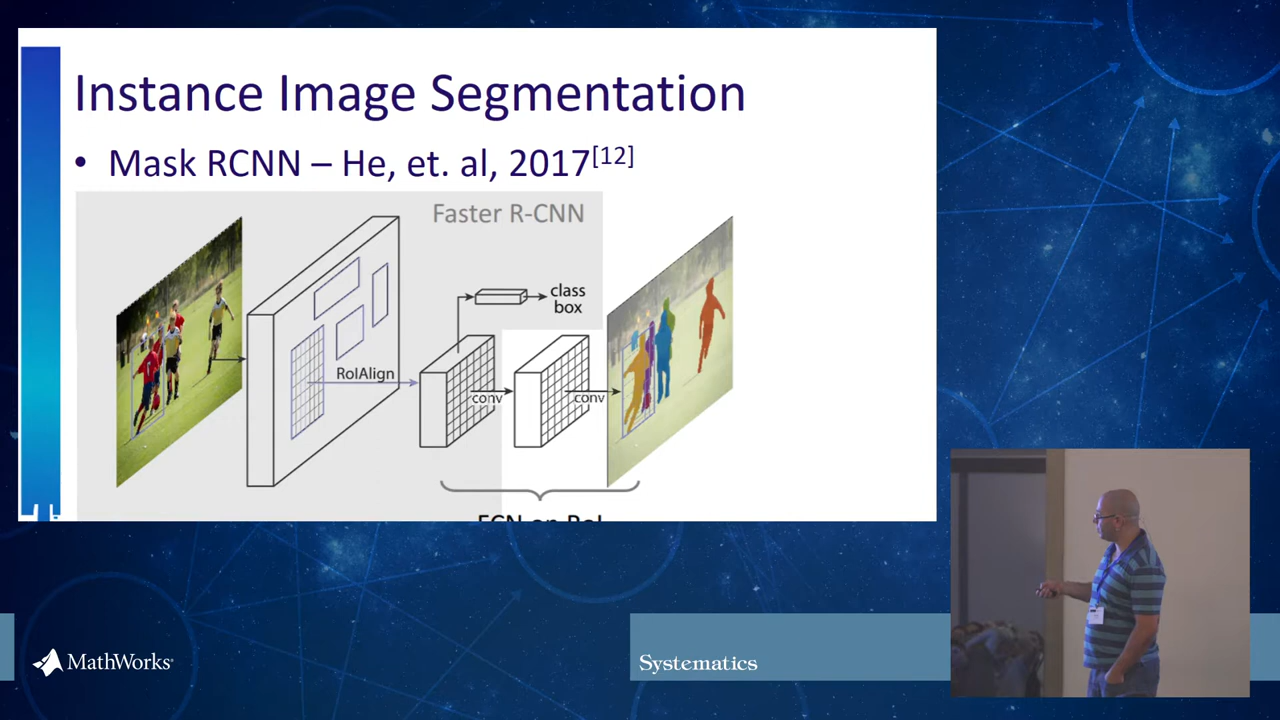 Instance Image Segmentation
• Mask RCNN – He, et. al, 2017[12]
Faster R-CNN
class
box
RoIAlign
conv
conv
FCN on RoI
MathWorks
Systematics